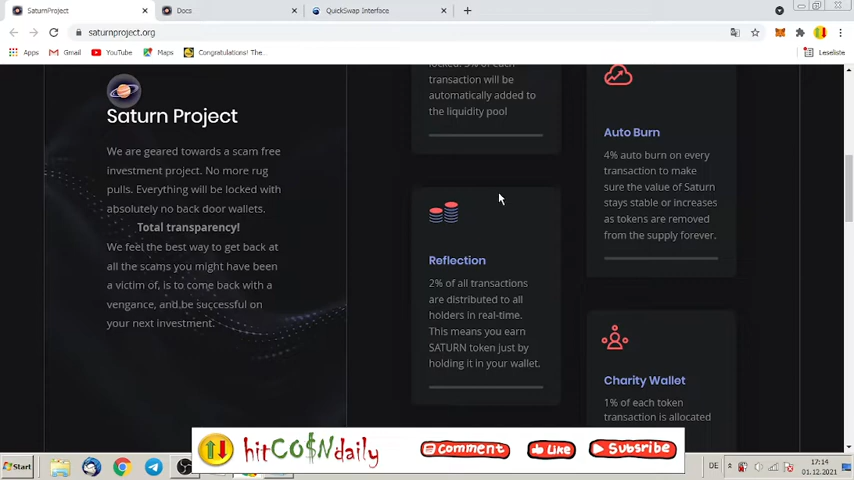 SaturnProject
Docs
QuickSwap Interface
saturnproject.org
Apps
Gmail
YouTube
Maps
Congratulations! The...
Leseliste
Saturn Project
We are geared towards a scam free
investment project. No more rug
pulls. Everything will be locked with
absolutely no back door wallets.
Total transparency!
We feel the best way to get back at
all the scams you might have been
a victim of, is to come back with a
vengance, and be successful on
your next investment.
locked. 5% of each
transaction will be
automatically added to
the liquidity pool
Reflection
2% of all transactions
are distributed to all
holders in real-time.
This means you earn
SATURN token just by
holding it in your wallet.
Auto Burn
4% auto burn on every
transaction to make
sure the value of Saturn
stays stable or increases
as tokens are removed
from the supply forever.
Charity Wallet
1% of each token
transaction is allocated
hitCO$Ndaily
Comment
Like
Subsribe
Start
DE
17:14
01.12.2021